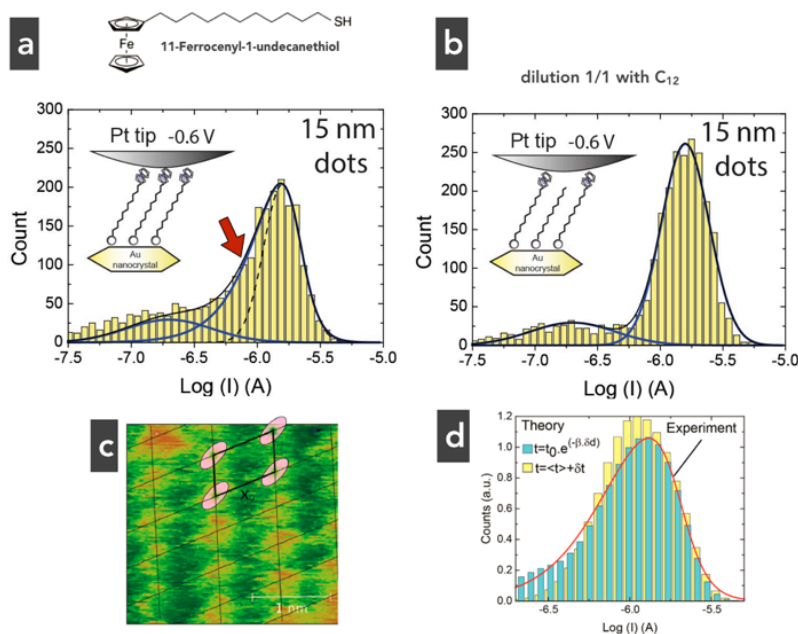 a
SH
Fe
11-Ferrocenyl-1-undecanethiol
300
250
200
150
100
50
0
Count
Pt tip -0.6 V
15 nm
dots
Au
nanocrystal
-7.5 -7.0 -6.5 -6.0 -5.5 -5.0
Log (I) (A)
b
dilution 1/1 with C12
300
250
200
150
100
50
0
Count
Pt tip -0.6 V
15 nm
dots
Au
nanocrystal
-7.5 -7.0 -6.5 -6.0 -5.5 -5.0
Log (I) (A)
c
X
1 nm
d
1.2
1.0
0.8
0.6
0.4
0.2
0.0
Counts (a.u.)
Theory
t=t0.e(-β.δd)
t=<t>+δt
Experiment
-6.5 -6.0 -5.5
Log (I) (A)